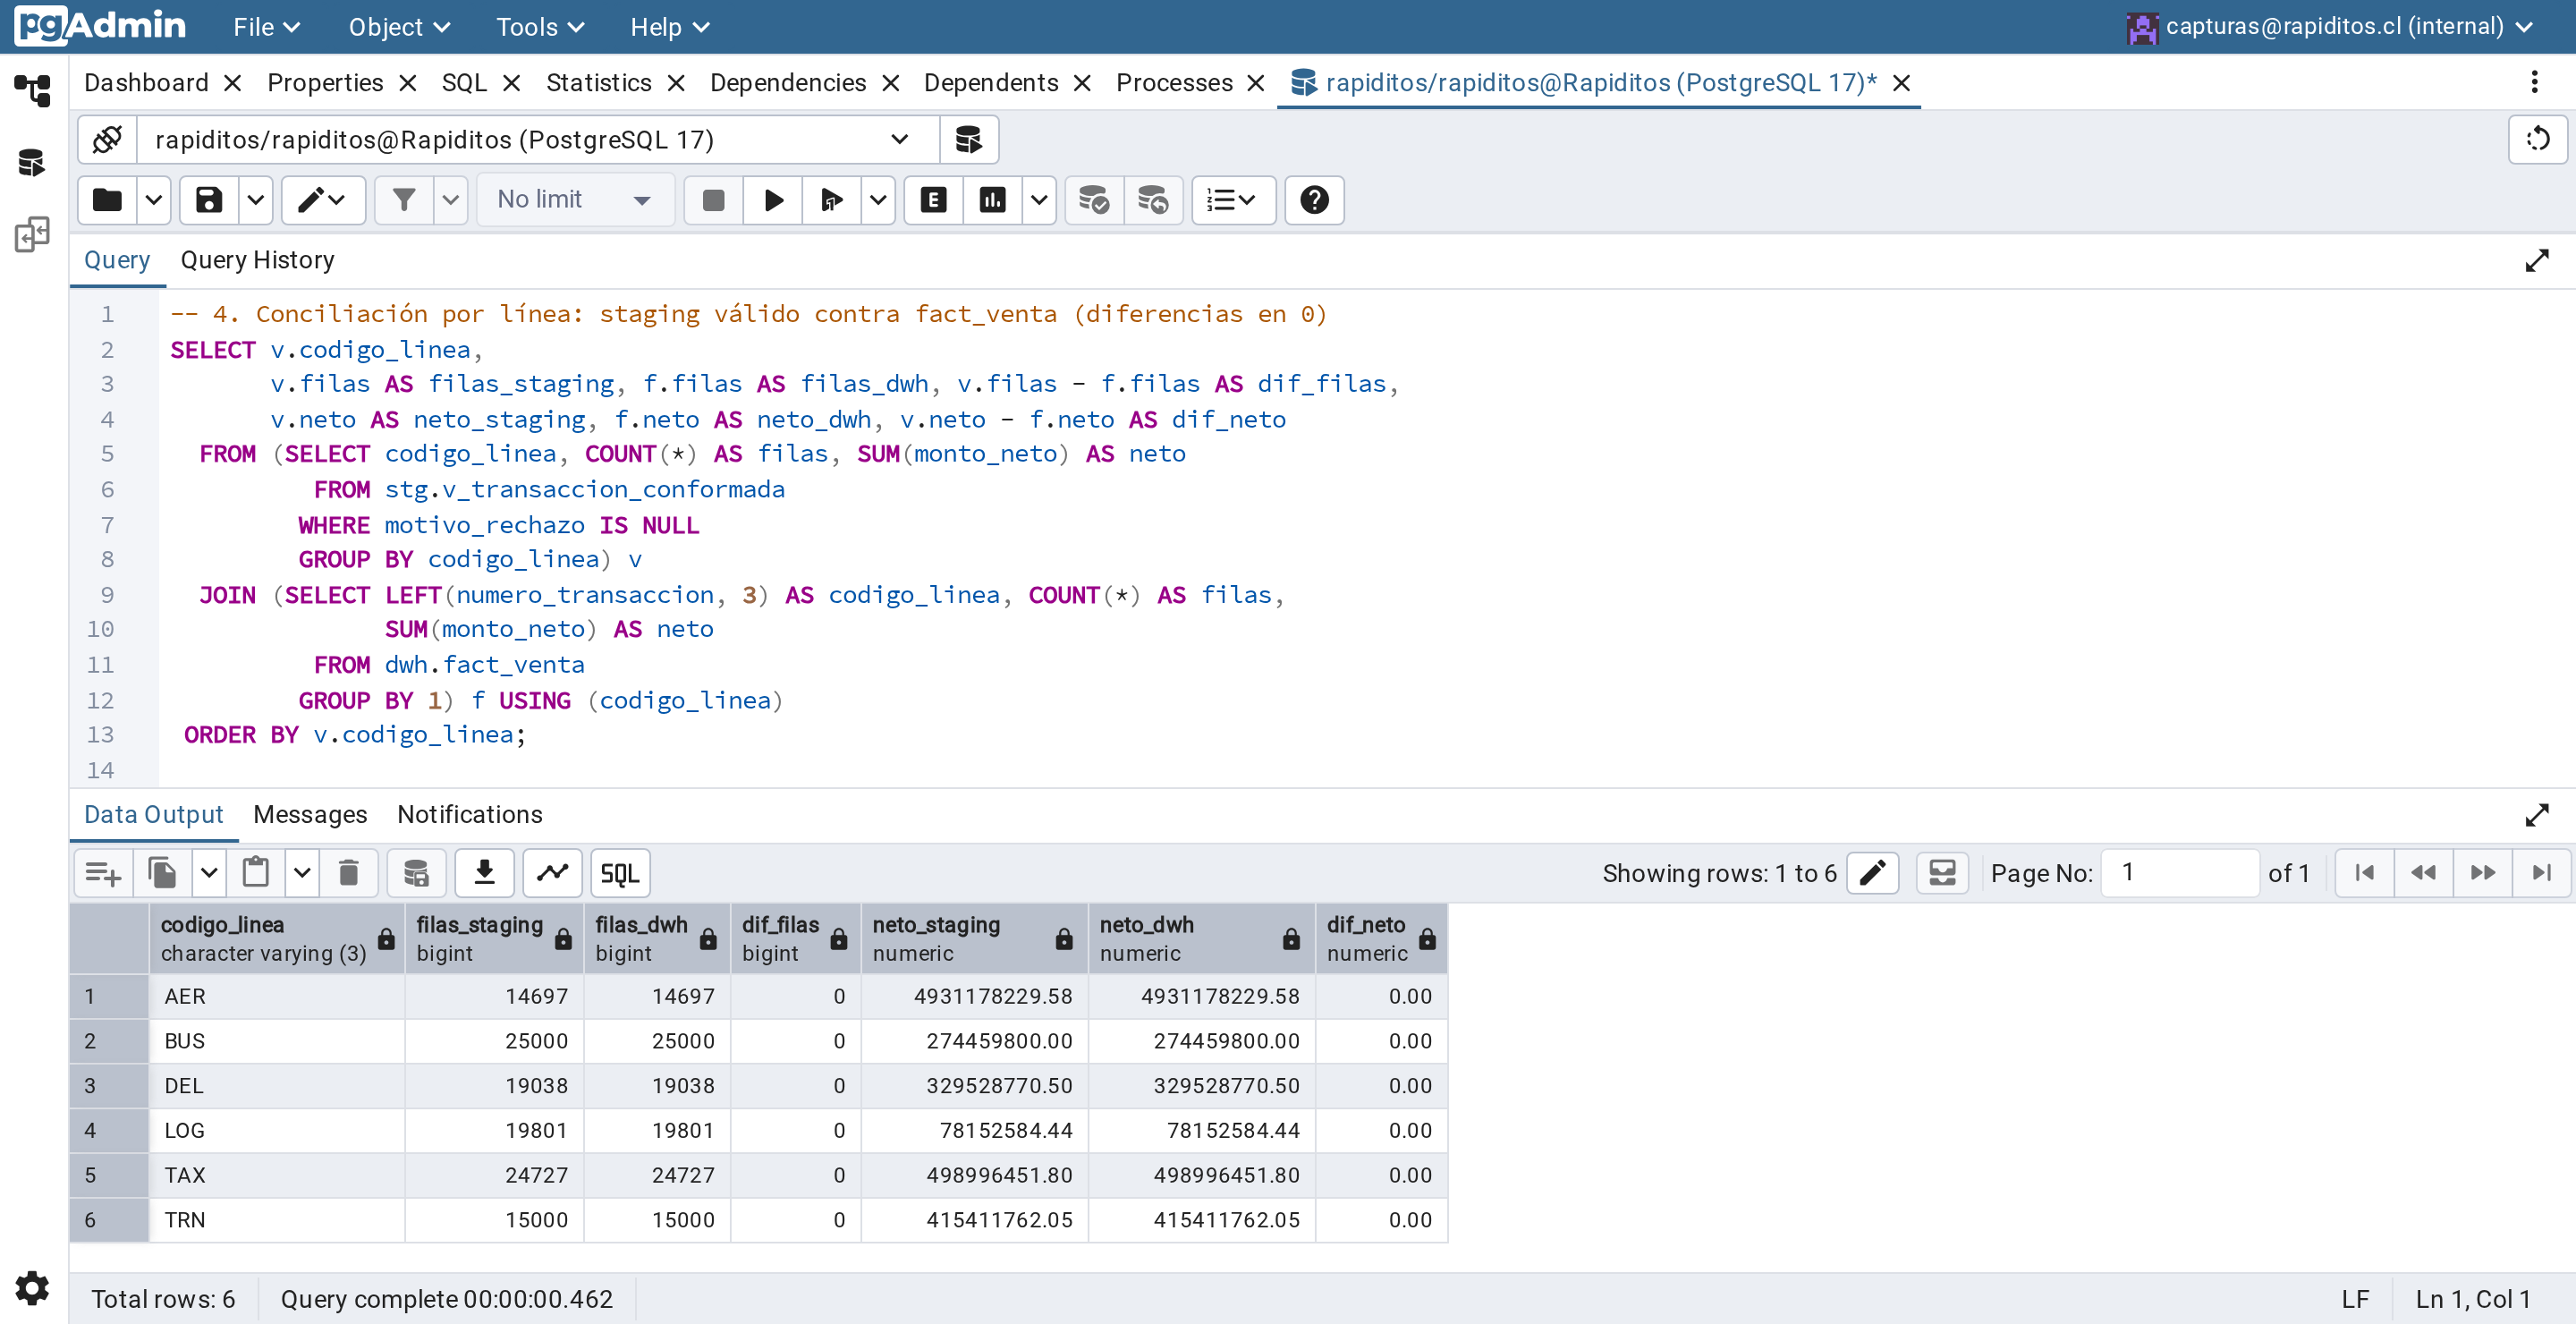 pgAdmin File Object Tools Help capturas@rapiditos.cl (internal)
Dashboard Properties SQL Statistics Dependencies Dependents Processes rapiditos/rapiditos@Rapiditos (PostgreSQL 17)*
rapiditos/rapiditos@Rapiditos (PostgreSQL 17)
No limit
Query Query History
1 -- 4. Conciliación por línea: staging válido contra fact_venta (diferencias en 0)
2 SELECT v.codigo_linea,
3 v.filas AS filas_staging, f.filas AS filas_dwh, v.filas - f.filas AS dif_filas,
4 v.neto AS neto_staging, f.neto AS neto_dwh, v.neto - f.neto AS dif_neto
5 FROM (SELECT codigo_linea, COUNT(*) AS filas, SUM(monto_neto) AS neto
6 FROM stg.v_transaccion_conformada
7 WHERE motivo_rechazo IS NULL
8 GROUP BY codigo_linea) v
9 JOIN (SELECT LEFT(numero_transaccion, 3) AS codigo_linea, COUNT(*) AS filas,
10 SUM(monto_neto) AS neto
11 FROM dwh.fact_venta
12 GROUP BY 1) f USING (codigo_linea)
13 ORDER BY v.codigo_linea;
14
Data Output Messages Notifications
SQL Showing rows: 1 to 6 Page No: 1 of 1
codigo_linea filas_staging filas_dwh dif_filas neto_staging neto_dwh dif_neto
character varying (3) bigint bigint bigint numeric numeric numeric
1 AER 14697 14697 0 4931178229.58 4931178229.58 0.00
2 BUS 25000 25000 0 274459800.00 274459800.00 0.00
3 DEL 19038 19038 0 329528770.50 329528770.50 0.00
4 LOG 19801 19801 0 78152584.44 78152584.44 0.00
5 TAX 24727 24727 0 498996451.80 498996451.80 0.00
6 TRN 15000 15000 0 415411762.05 415411762.05 0.00
Total rows: 6 Query complete 00:00:00.462 LF Ln 1, Col 1